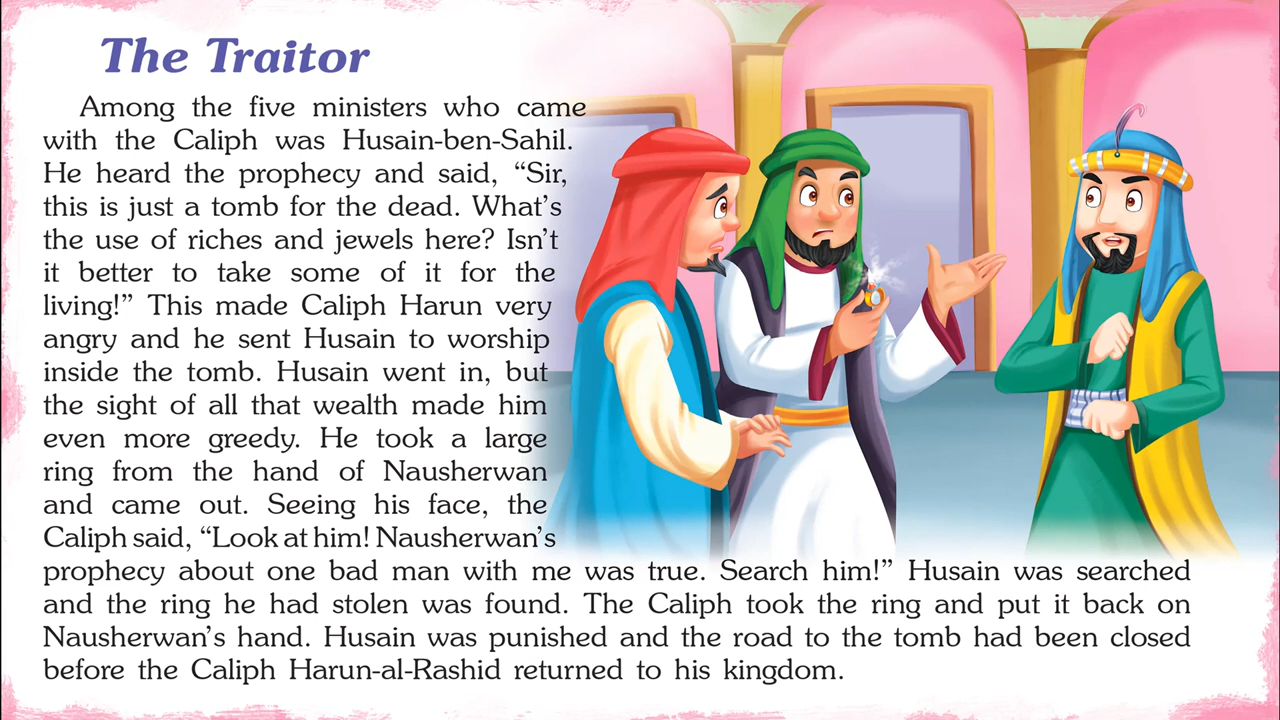 The Traitor
Among the five ministers who came
with the Caliph was Husain-ben-Sahil.
He heard the prophecy and said, “Sir,
this is just a tomb for the dead. What’s
the use of riches and jewels here? Isn’t
it better to take some of it for the
living!” This made Caliph Harun very
angry and he sent Husain to worship
inside the tomb. Husain went in, but
the sight of all that wealth made him
even more greedy. He took a large
ring from the hand of Nausherwan
and came out. Seeing his face, the
Caliph said, “Look at him! Nausherwan’s
prophecy about one bad man with me was true. Search him!” Husain was searched
and the ring he had stolen was found. The Caliph took the ring and put it back on
Nausherwan’s hand. Husain was punished and the road to the tomb had been closed
before the Caliph Harun-al-Rashid returned to his kingdom.